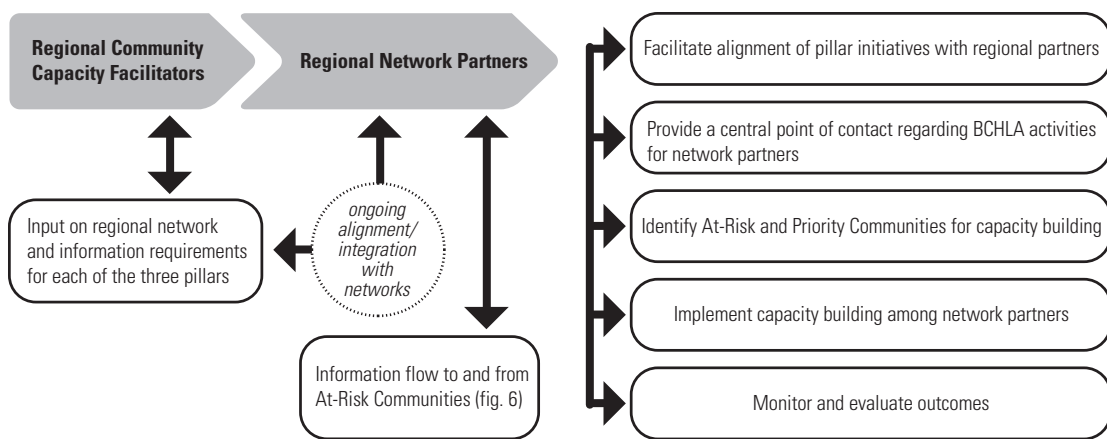 Regional Community
Capacity Facilitators
Regional Network Partners
Input on regional network
and information requirements
for each of the three pillars
ongoing
alignment/
integration
with
networks
Information flow to and from
At-Risk Communities (fig. 6)
Facilitate alignment of pillar initiatives with regional partners
Provide a central point of contact regarding BCHLA activities
for network partners
Identify At-Risk and Priority Communities for capacity building
Implement capacity building among network partners
Monitor and evaluate outcomes